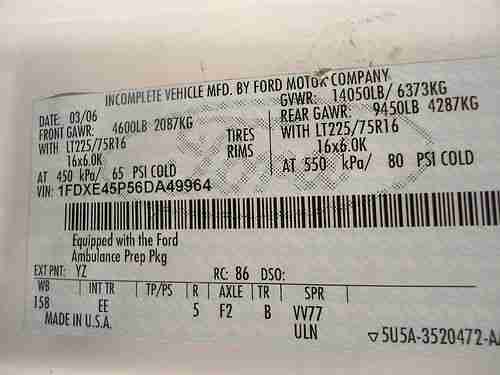 INCOMPLETE VEHICLE MFD. BY FORD MOTOR COMPANY
DATE: 03/06 GVWR: 14050LB/ 6373KG
FRONT GAWR: 4600LB 2087KG REAR GAWR: 9450LB 4287KG
WITH LT225/75R16 TIRES WITH LT225/75R16
16x6.0K RIMS 16x6.0K
AT 450 kPa/ 65 PSI COLD AT 550 kPa/ 80 PSI COLD
VIN: 1FDXE45P56DA49964
Equipped with the Ford
Ambulance Prep Pkg
EXT PNT: YZ RC: 86 DSO:
WB INT TR TP/PS R AXLE TR SPR
158 EE 5 F2 B VV77
MADE IN U.S.A. ULN
▽5U5A-3520472-AA